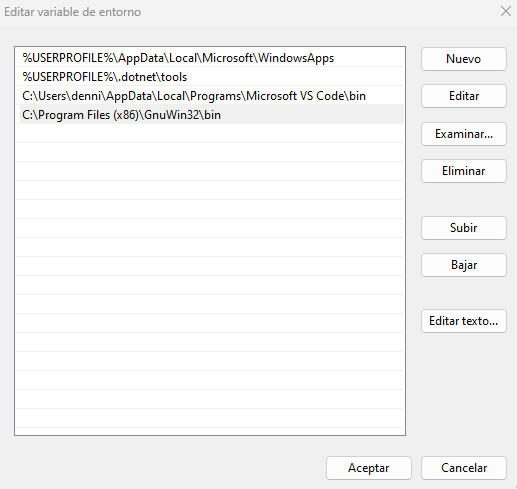 Editar variable de entorno
%USERPROFILE%\AppData\Local\Microsoft\WindowsApps
%USERPROFILE%\.dotnet\tools
C:\Users\denni\AppData\Local\Programs\Microsoft VS Code\bin
C:\Program Files (x86)\GnuWin32\bin
Nuevo
Editar
Examinar...
Eliminar
Subir
Bajar
Editar texto...
Aceptar
Cancelar